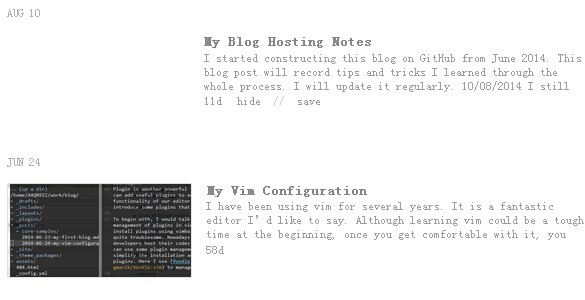 AUG 10
My Blog Hosting Notes
I started constructing this blog on GitHub from June 2014. This
blog post will record tips and tricks I learned through the
whole process. I will update it regularly. 10/08/2014 I still
11d hide // save
JUN 24
My Vim Configuration
I have been using vim for several years. It is a fantastic
editor I'd like to say. Although learning vim could be a tough
time at the beginning, once you get comfortable with it, you
58d
.. (up a dir)
/home/AAQN9ZZ/work/blog/
_drafts/
_includes/
_layouts/
_plugins/
_posts/
core-samples/
2014-06-23-my-first-blog.md
2014-06-24-my-vim-configura
_site/
_theme_packages/
assets/
404.html
_config.yml
Plugin is another powerful
can add useful plugins to
functionality of our editor
introduce some plugins that
To begin with, I would talk
management of plugins in vi
install plugins using vimba
quite troublesome. Nowadays
developers host their codes
can use some plugin manage
simplify the installation a
plugins. Here I use [Vundle
gmarik/Vundle.vim) to manag